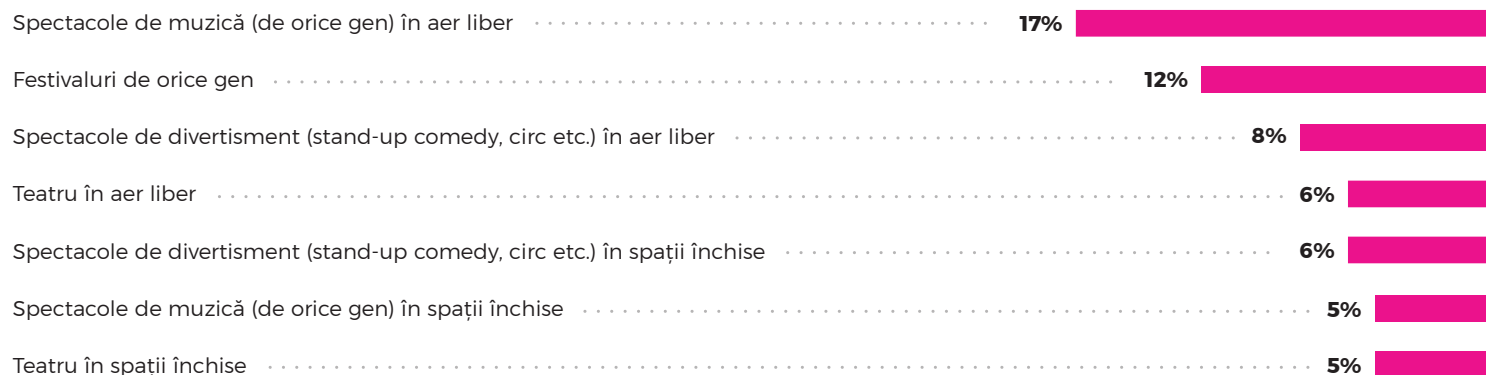 Spectacole de muzică (de orice gen) în aer liber 17%
Festivaluri de orice gen 12%
Spectacole de divertisment (stand-up comedy, circ etc.) în aer liber 8%
Teatru în aer liber 6%
Spectacole de divertisment (stand-up comedy, circ etc.) în spații închise 6%
Spectacole de muzică (de orice gen) în spații închise 5%
Teatru în spații închise 5%